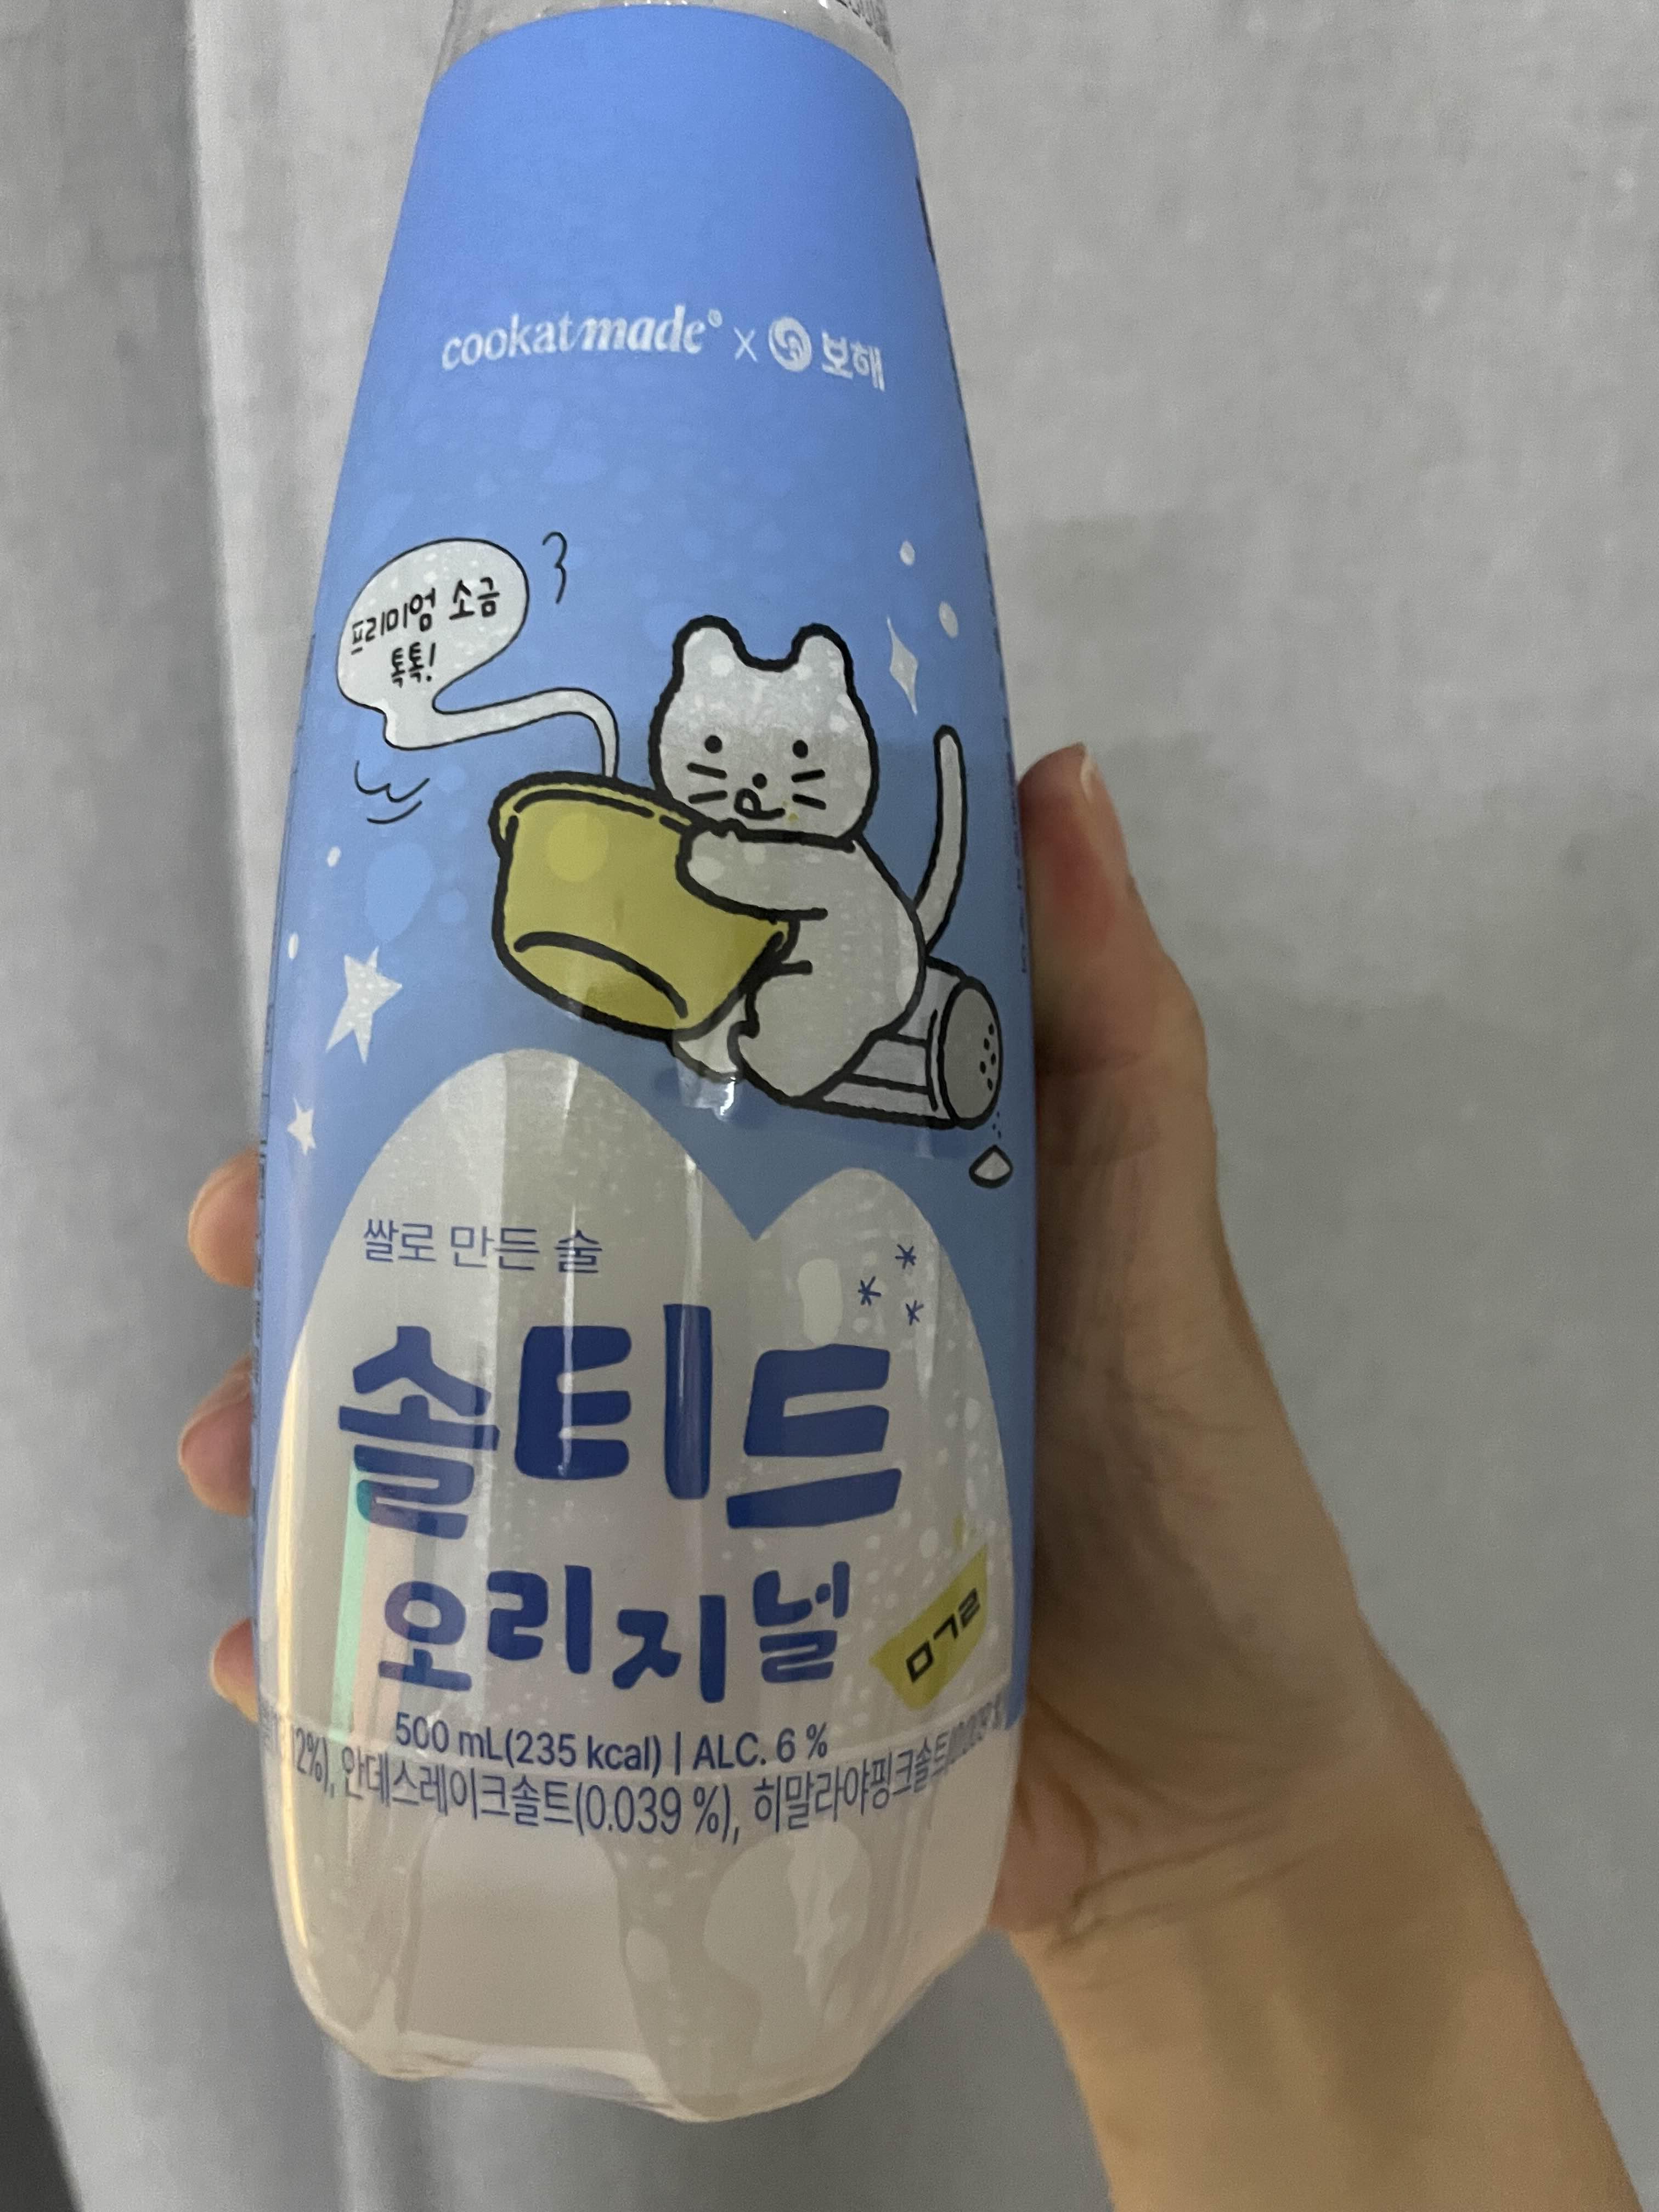 cookatmade® x 보해
프리미엄 소금
톡톡!
쌀로 만든 술
솔티드
오리지널
ㅁㄱㄹ
500 mL(235 kcal) | ALC. 6 %
안데스레이크솔트(0.039 %), 히말라야핑크솔트